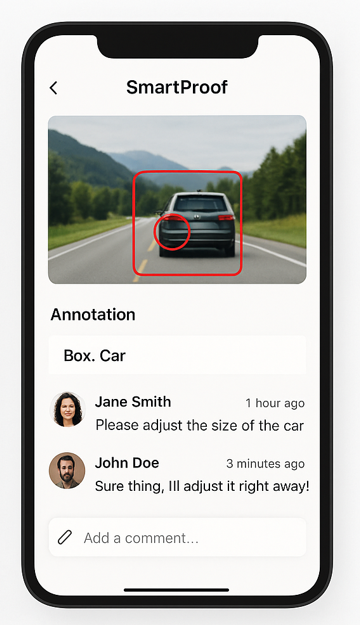 SmartProof
Annotation
Box. Car
Jane Smith 1 hour ago
Please adjust the size of the car
John Doe 3 minutes ago
Sure thing, Ill adjust it right away!
Add a comment...